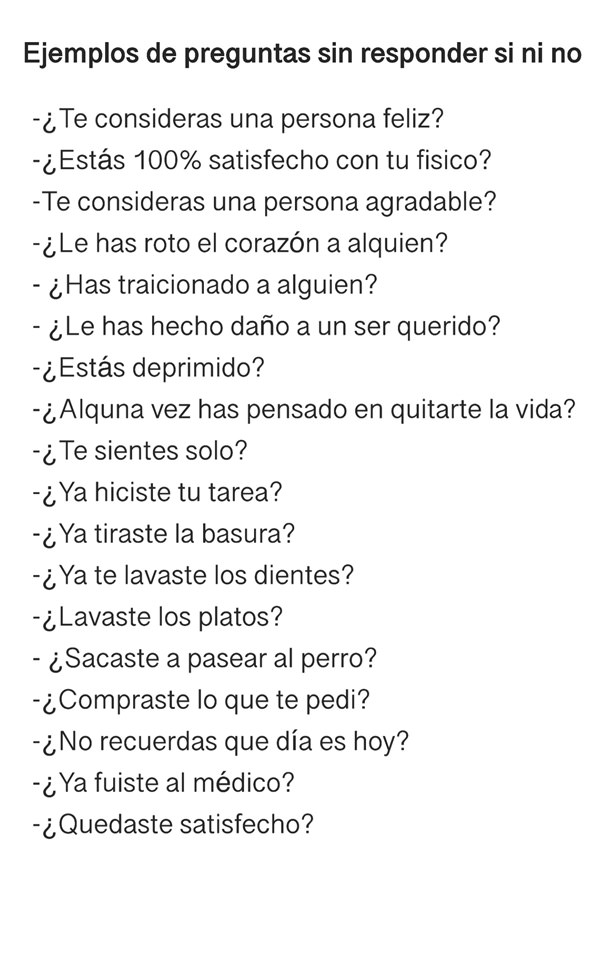 Ejemplos de preguntas sin responder si ni no
-¿Te consideras una persona feliz?
-¿Estás 100% satisfecho con tu fisico?
-Te consideras una persona agradable?
-¿Le has roto el corazón a alquien?
- ¿Has traicionado a alguien?
- ¿Le has hecho daño a un ser querido?
-¿Estás deprimido?
-¿Alquna vez has pensado en quitarte la vida?
-¿Te sientes solo?
-¿Ya hiciste tu tarea?
-¿Ya tiraste la basura?
-¿Ya te lavaste los dientes?
-¿Lavaste los platos?
- ¿Sacaste a pasear al perro?
-¿Compraste lo que te pedi?
-¿No recuerdas que día es hoy?
-¿Ya fuiste al médico?
-¿Quedaste satisfecho?